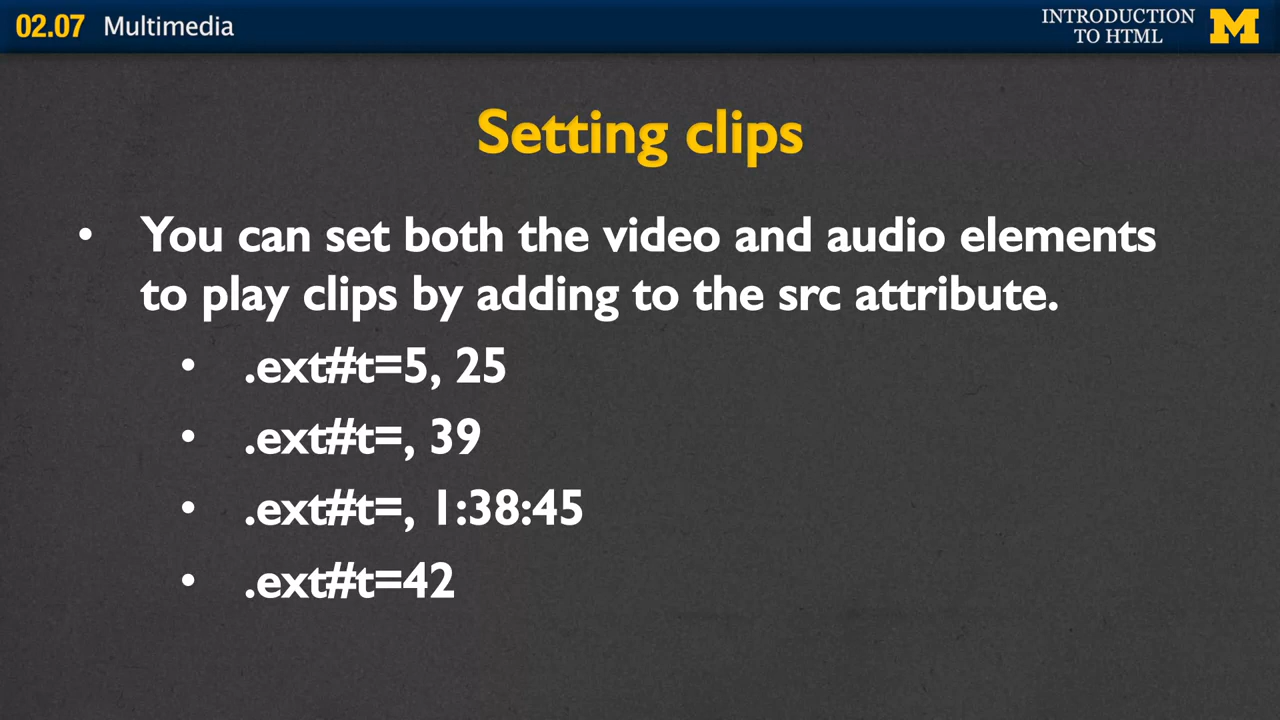 02.07 Multimedia
INTRODUCTION
TO HTML
M
Setting clips
• You can set both the video and audio elements
to play clips by adding to the src attribute.
• .ext#t=5, 25
• .ext#t=, 39
• .ext#t=, 1:38:45
• .ext#t=42